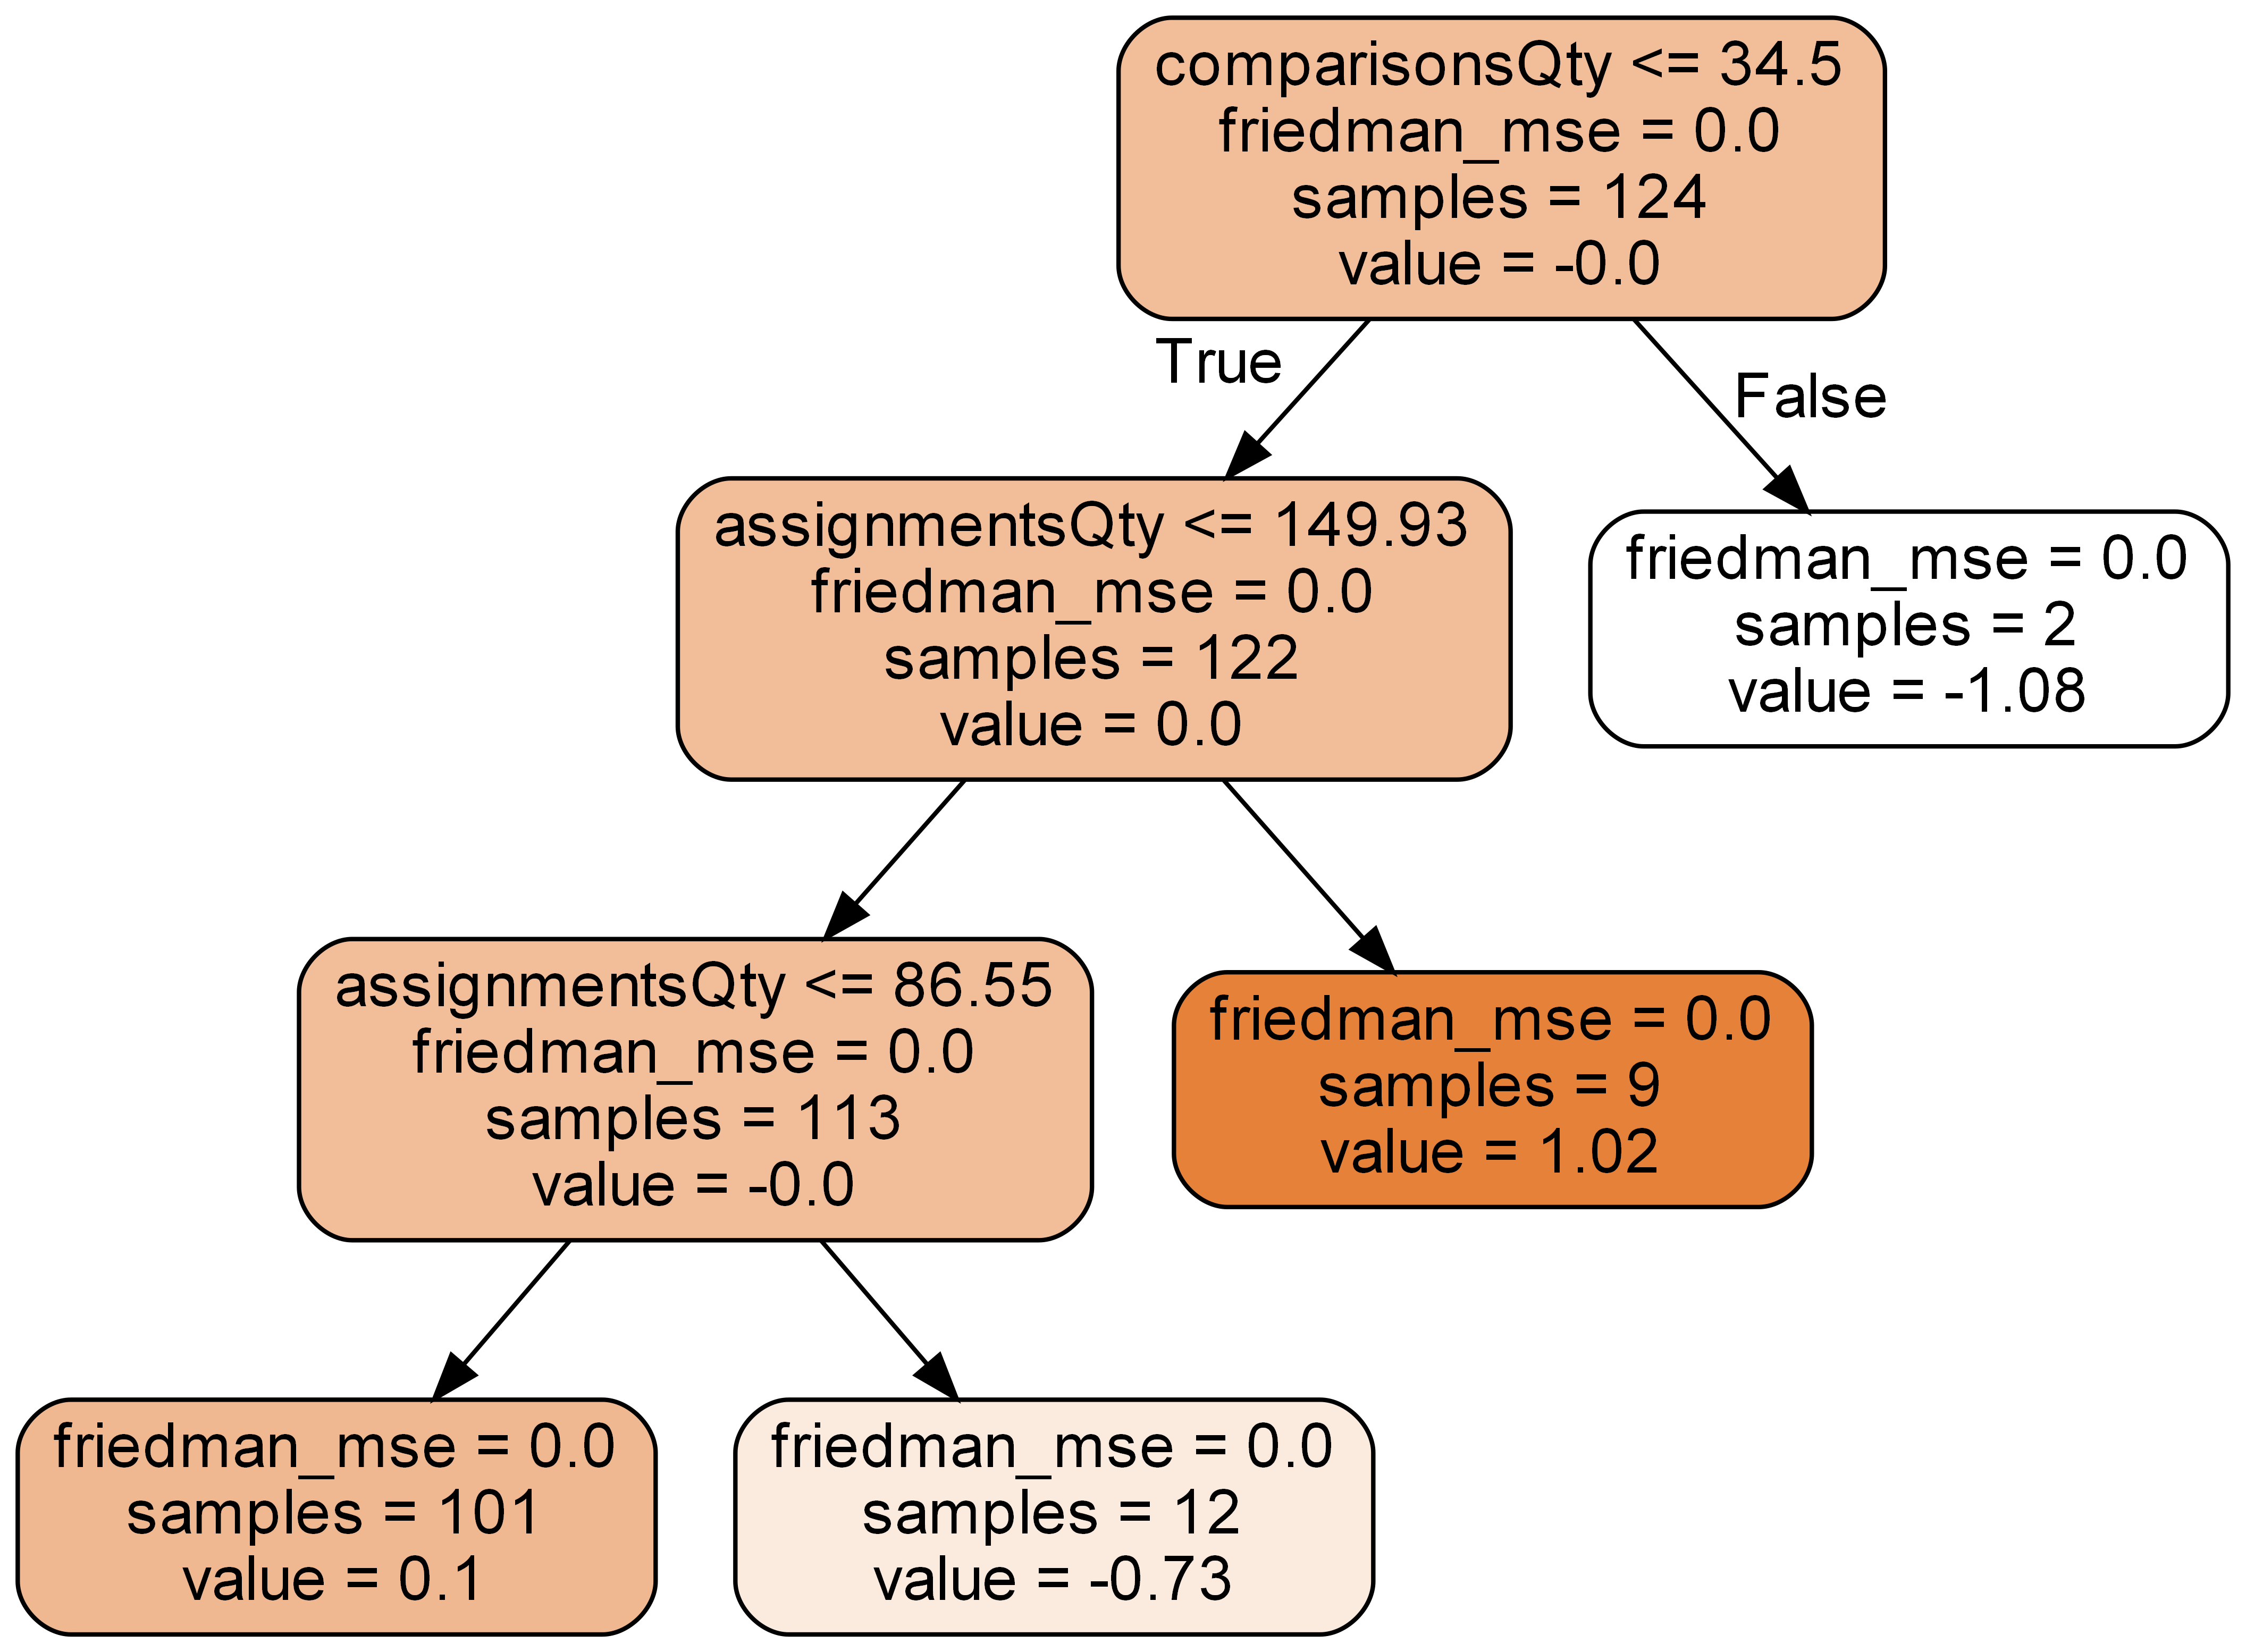 comparisonsQty <= 34.5
friedman_mse = 0.0
samples = 124
value = -0.0
True
False
assignmentsQty <= 149.93
friedman_mse = 0.0
samples = 122
value = 0.0
friedman_mse = 0.0
samples = 2
value = -1.08
assignmentsQty <= 86.55
friedman_mse = 0.0
samples = 113
value = -0.0
friedman_mse = 0.0
samples = 9
value = 1.02
friedman_mse = 0.0
samples = 101
value = 0.1
friedman_mse = 0.0
samples = 12
value = -0.73